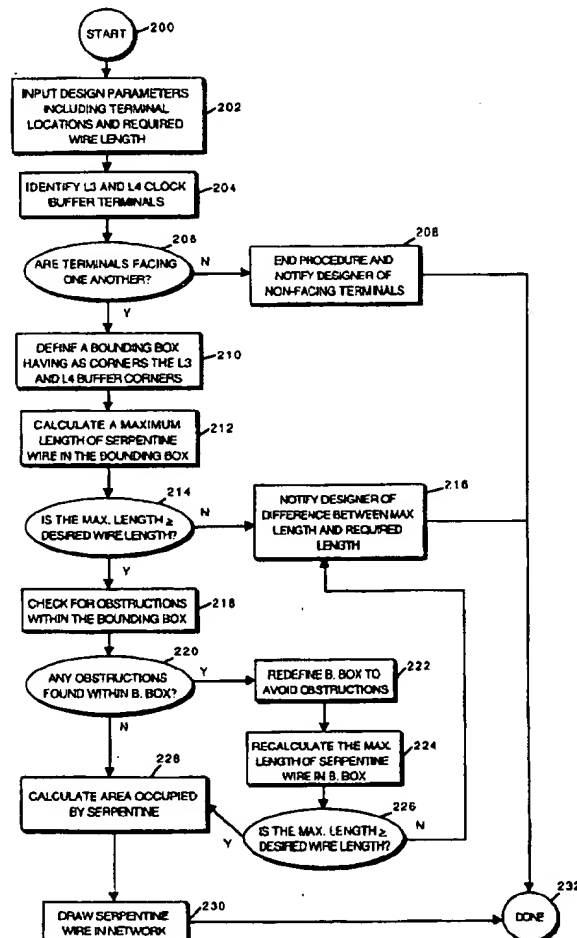 START
200
INPUT DESIGN PARAMETERS
INCLUDING TERMINAL
LOCATIONS AND REQUIRED
WIRE LENGTH
202
IDENTIFY L3 AND L4 CLOCK
BUFFER TERMINALS
204
206
ARE TERMINALS FACING
ONE ANOTHER?
N
Y
208
END PROCEDURE AND
NOTIFY DESIGNER OF
NON-FACING TERMINALS
DEFINE A BOUNDING BOX
HAVING AS CORNERS THE L3
AND L4 BUFFER CORNERS
210
CALCULATE A MAXIMUM
LENGTH OF SERPENTINE
WIRE IN THE BOUNDING BOX
212
214
IS THE MAX. LENGTH ≥
DESIRED WIRE LENGTH?
N
Y
216
NOTIFY DESIGNER OF
DIFFERENCE BETWEEN MAX
LENGTH AND REQUIRED
LENGTH
CHECK FOR OBSTRUCTIONS
WITHIN THE BOUNDING BOX
218
220
ANY OBSTRUCTIONS
FOUND WITHIN B. BOX?
Y
N
222
REDEFINE B. BOX TO
AVOID OBSTRUCTIONS
RECALCULATE THE MAX.
LENGTH OF SERPENTINE
WIRE IN B. BOX
224
226
IS THE MAX. LENGTH ≥
DESIRED WIRE LENGTH?
Y
N
228
CALCULATE AREA OCCUPIED
BY SERPENTINE
230
DRAW SERPENTINE
WIRE IN NETWORK
232
DONE